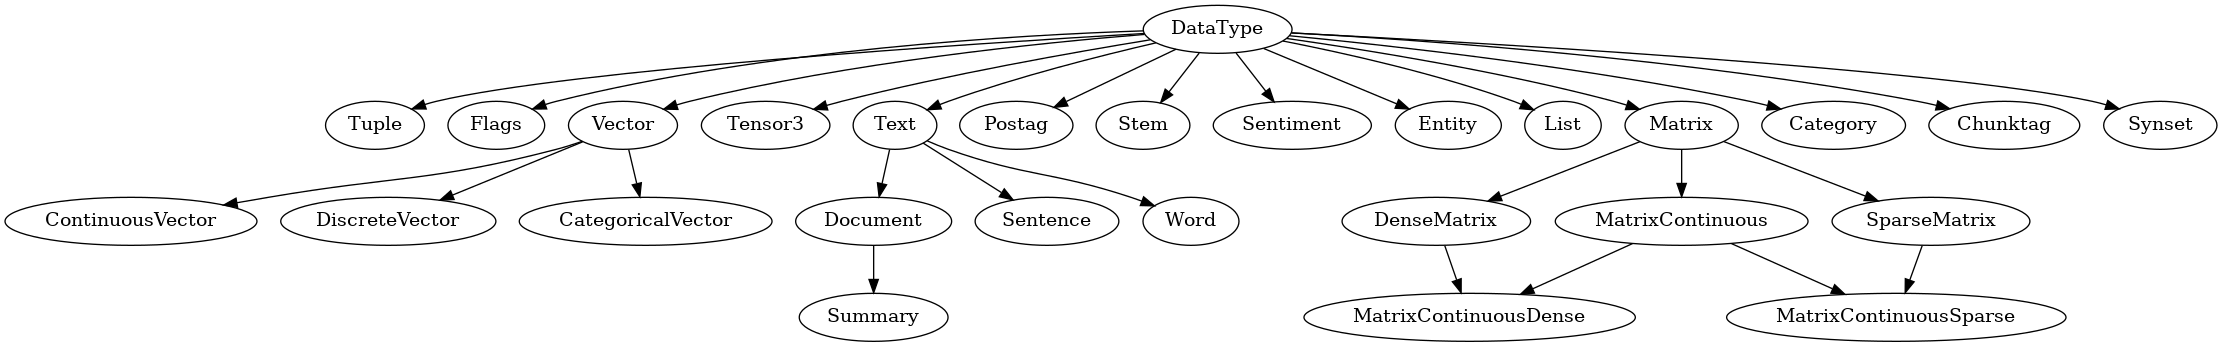 DataType
Tuple
Flags
Vector
Tensor3
Text
Postag
Stem
Sentiment
Entity
List
Matrix
Category
Chunktag
Synset
ContinuousVector
DiscreteVector
CategoricalVector
Document
Sentence
Word
DenseMatrix
MatrixContinuous
SparseMatrix
Summary
MatrixContinuousDense
MatrixContinuousSparse